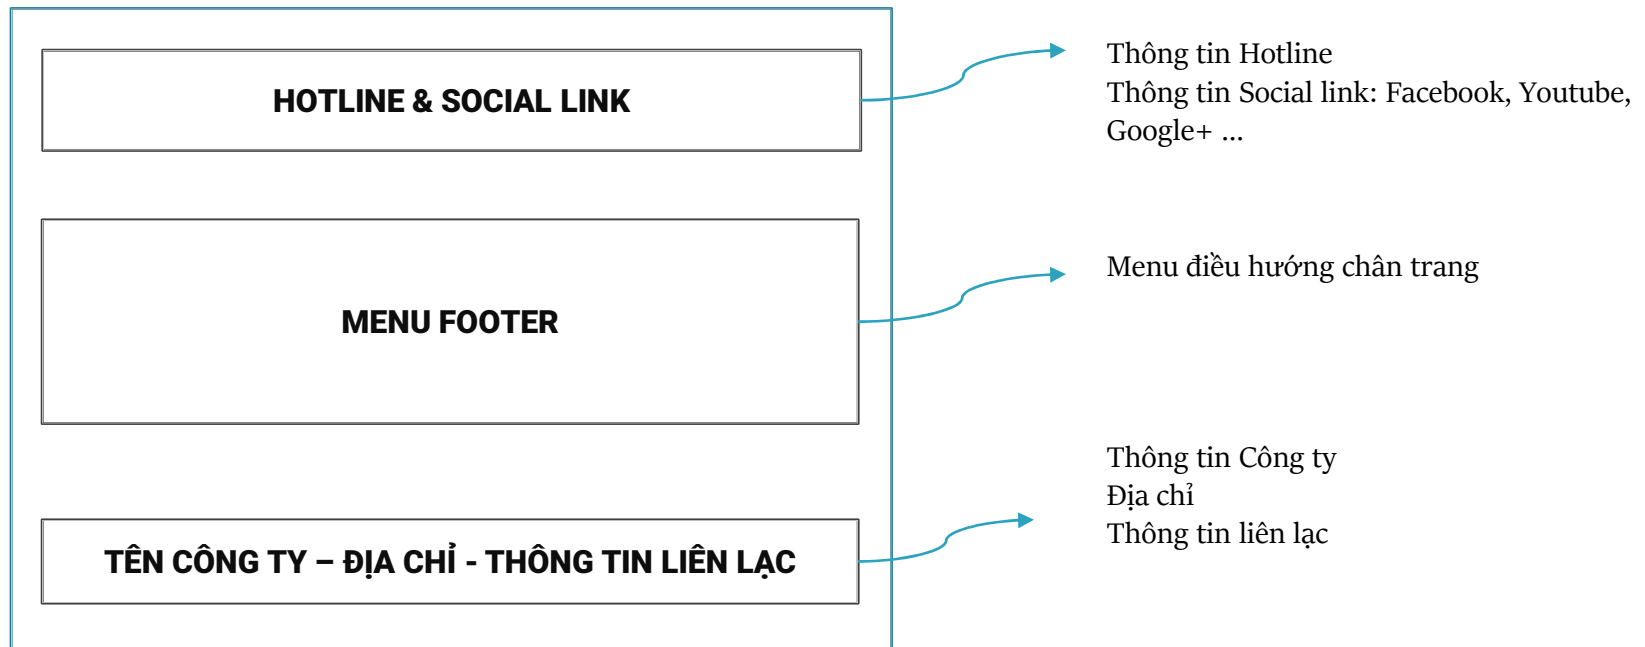 HOTLINE & SOCIAL LINK
Thông tin Hotline
Thông tin Social link: Facebook, Youtube,
Google+ ...
MENU FOOTER
Menu điều hướng chân trang
TÊN CÔNG TY – ĐỊA CHỈ - THÔNG TIN LIÊN LẠC
Thông tin Công ty
Địa chỉ
Thông tin liên lạc